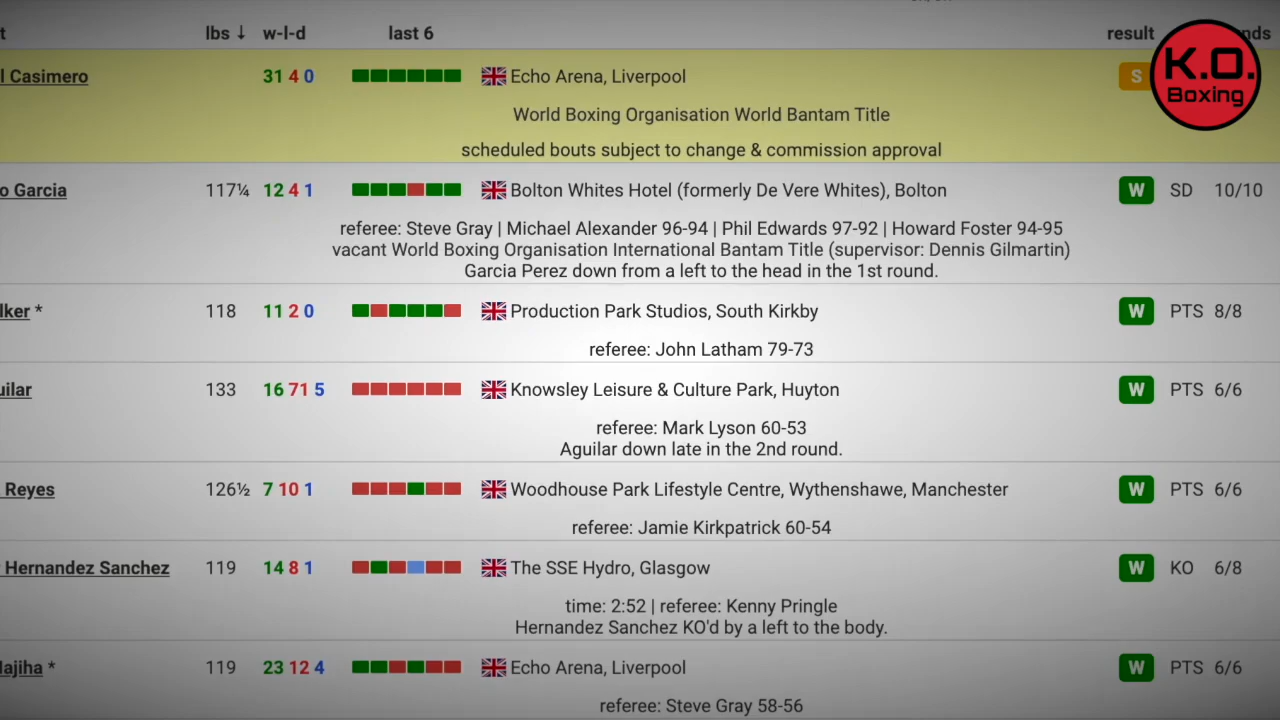 t lbs ↓ w-l-d last 6 result nds
l Casimero 31 4 0 Echo Arena, Liverpool S
World Boxing Organisation World Bantam Title
scheduled bouts subject to change & commission approval
o Garcia 117¼ 12 4 1 Bolton Whites Hotel (formerly De Vere Whites), Bolton W SD 10/10
referee: Steve Gray | Michael Alexander 96-94 | Phil Edwards 97-92 | Howard Foster 94-95
vacant World Boxing Organisation International Bantam Title (supervisor: Dennis Gilmartin)
Garcia Perez down from a left to the head in the 1st round.
lker * 118 11 2 0 Production Park Studios, South Kirkby W PTS 8/8
referee: John Latham 79-73
uilar 133 16 71 5 Knowsley Leisure & Culture Park, Huyton W PTS 6/6
referee: Mark Lyson 60-53
Aguilar down late in the 2nd round.
Reyes 126½ 7 10 1 Woodhouse Park Lifestyle Centre, Wythenshawe, Manchester W PTS 6/6
referee: Jamie Kirkpatrick 60-54
Hernandez Sanchez 119 14 8 1 The SSE Hydro, Glasgow W KO 6/8
time: 2:52 | referee: Kenny Pringle
Hernandez Sanchez KO'd by a left to the body.
Majiha * 119 23 12 4 Echo Arena, Liverpool W PTS 6/6
referee: Steve Gray 58-56
K.O.
Boxing